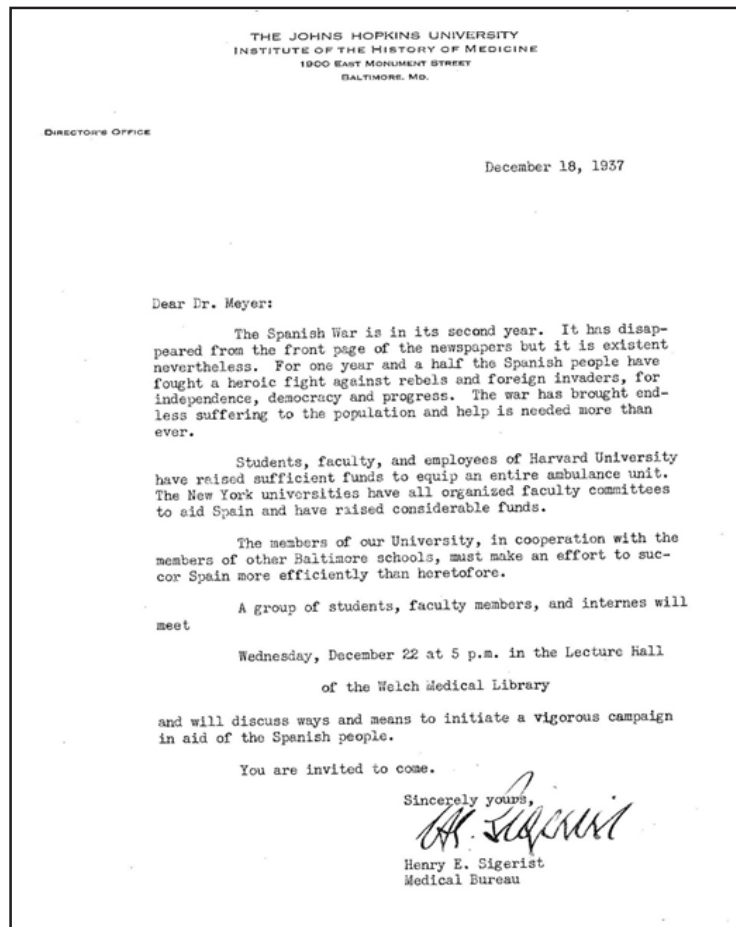 THE JOHNS HOPKINS UNIVERSITY
INSTITUTE OF THE HISTORY OF MEDICINE
1900 EAST MONUMENT STREET
BALTIMORE, MD.
DIRECTOR'S OFFICE
December 18, 1937
Dear Dr. Meyer:
The Spanish War is in its second year. It has disap-
peared from the front page of the newspapers but it is existent
nevertheless. For one year and a half the Spanish people have
fought a heroic fight against rebels and foreign invaders, for
independence, democracy and progress. The war has brought end-
less suffering to the population and help is needed more than
ever.
Students, faculty, and employees of Harvard University
have raised sufficient funds to equip an entire ambulance unit.
The New York universities have all organized faculty committees
to aid Spain and have raised considerable funds.
The members of our University, in cooperation with the
members of other Baltimore schools, must make an effort to suc-
cor Spain more efficiently than heretofore.
A group of students, faculty members, and internes will
meet
Wednesday, December 22 at 5 p.m. in the Lecture Hall
of the Welch Medical Library
and will discuss ways and means to initiate a vigorous campaign
in aid of the Spanish people.
You are invited to come.
Sincerely yours,
H. E. Sigerist
Henry E. Sigerist
Medical Bureau